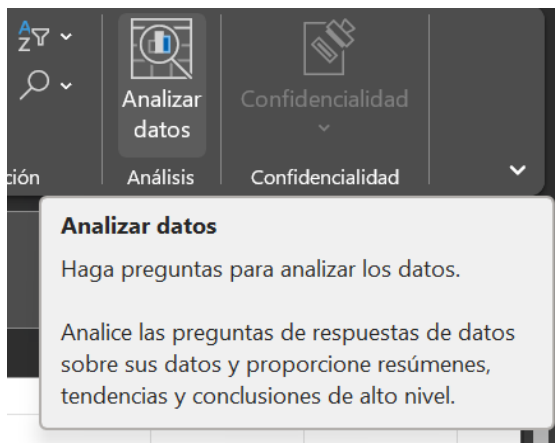 AZ
Analizar
datos
Confidencialidad
ción
Análisis
Confidencialidad
Analizar datos
Haga preguntas para analizar los datos.
Analice las preguntas de respuestas de datos
sobre sus datos y proporcione resúmenes,
tendencias y conclusiones de alto nivel.